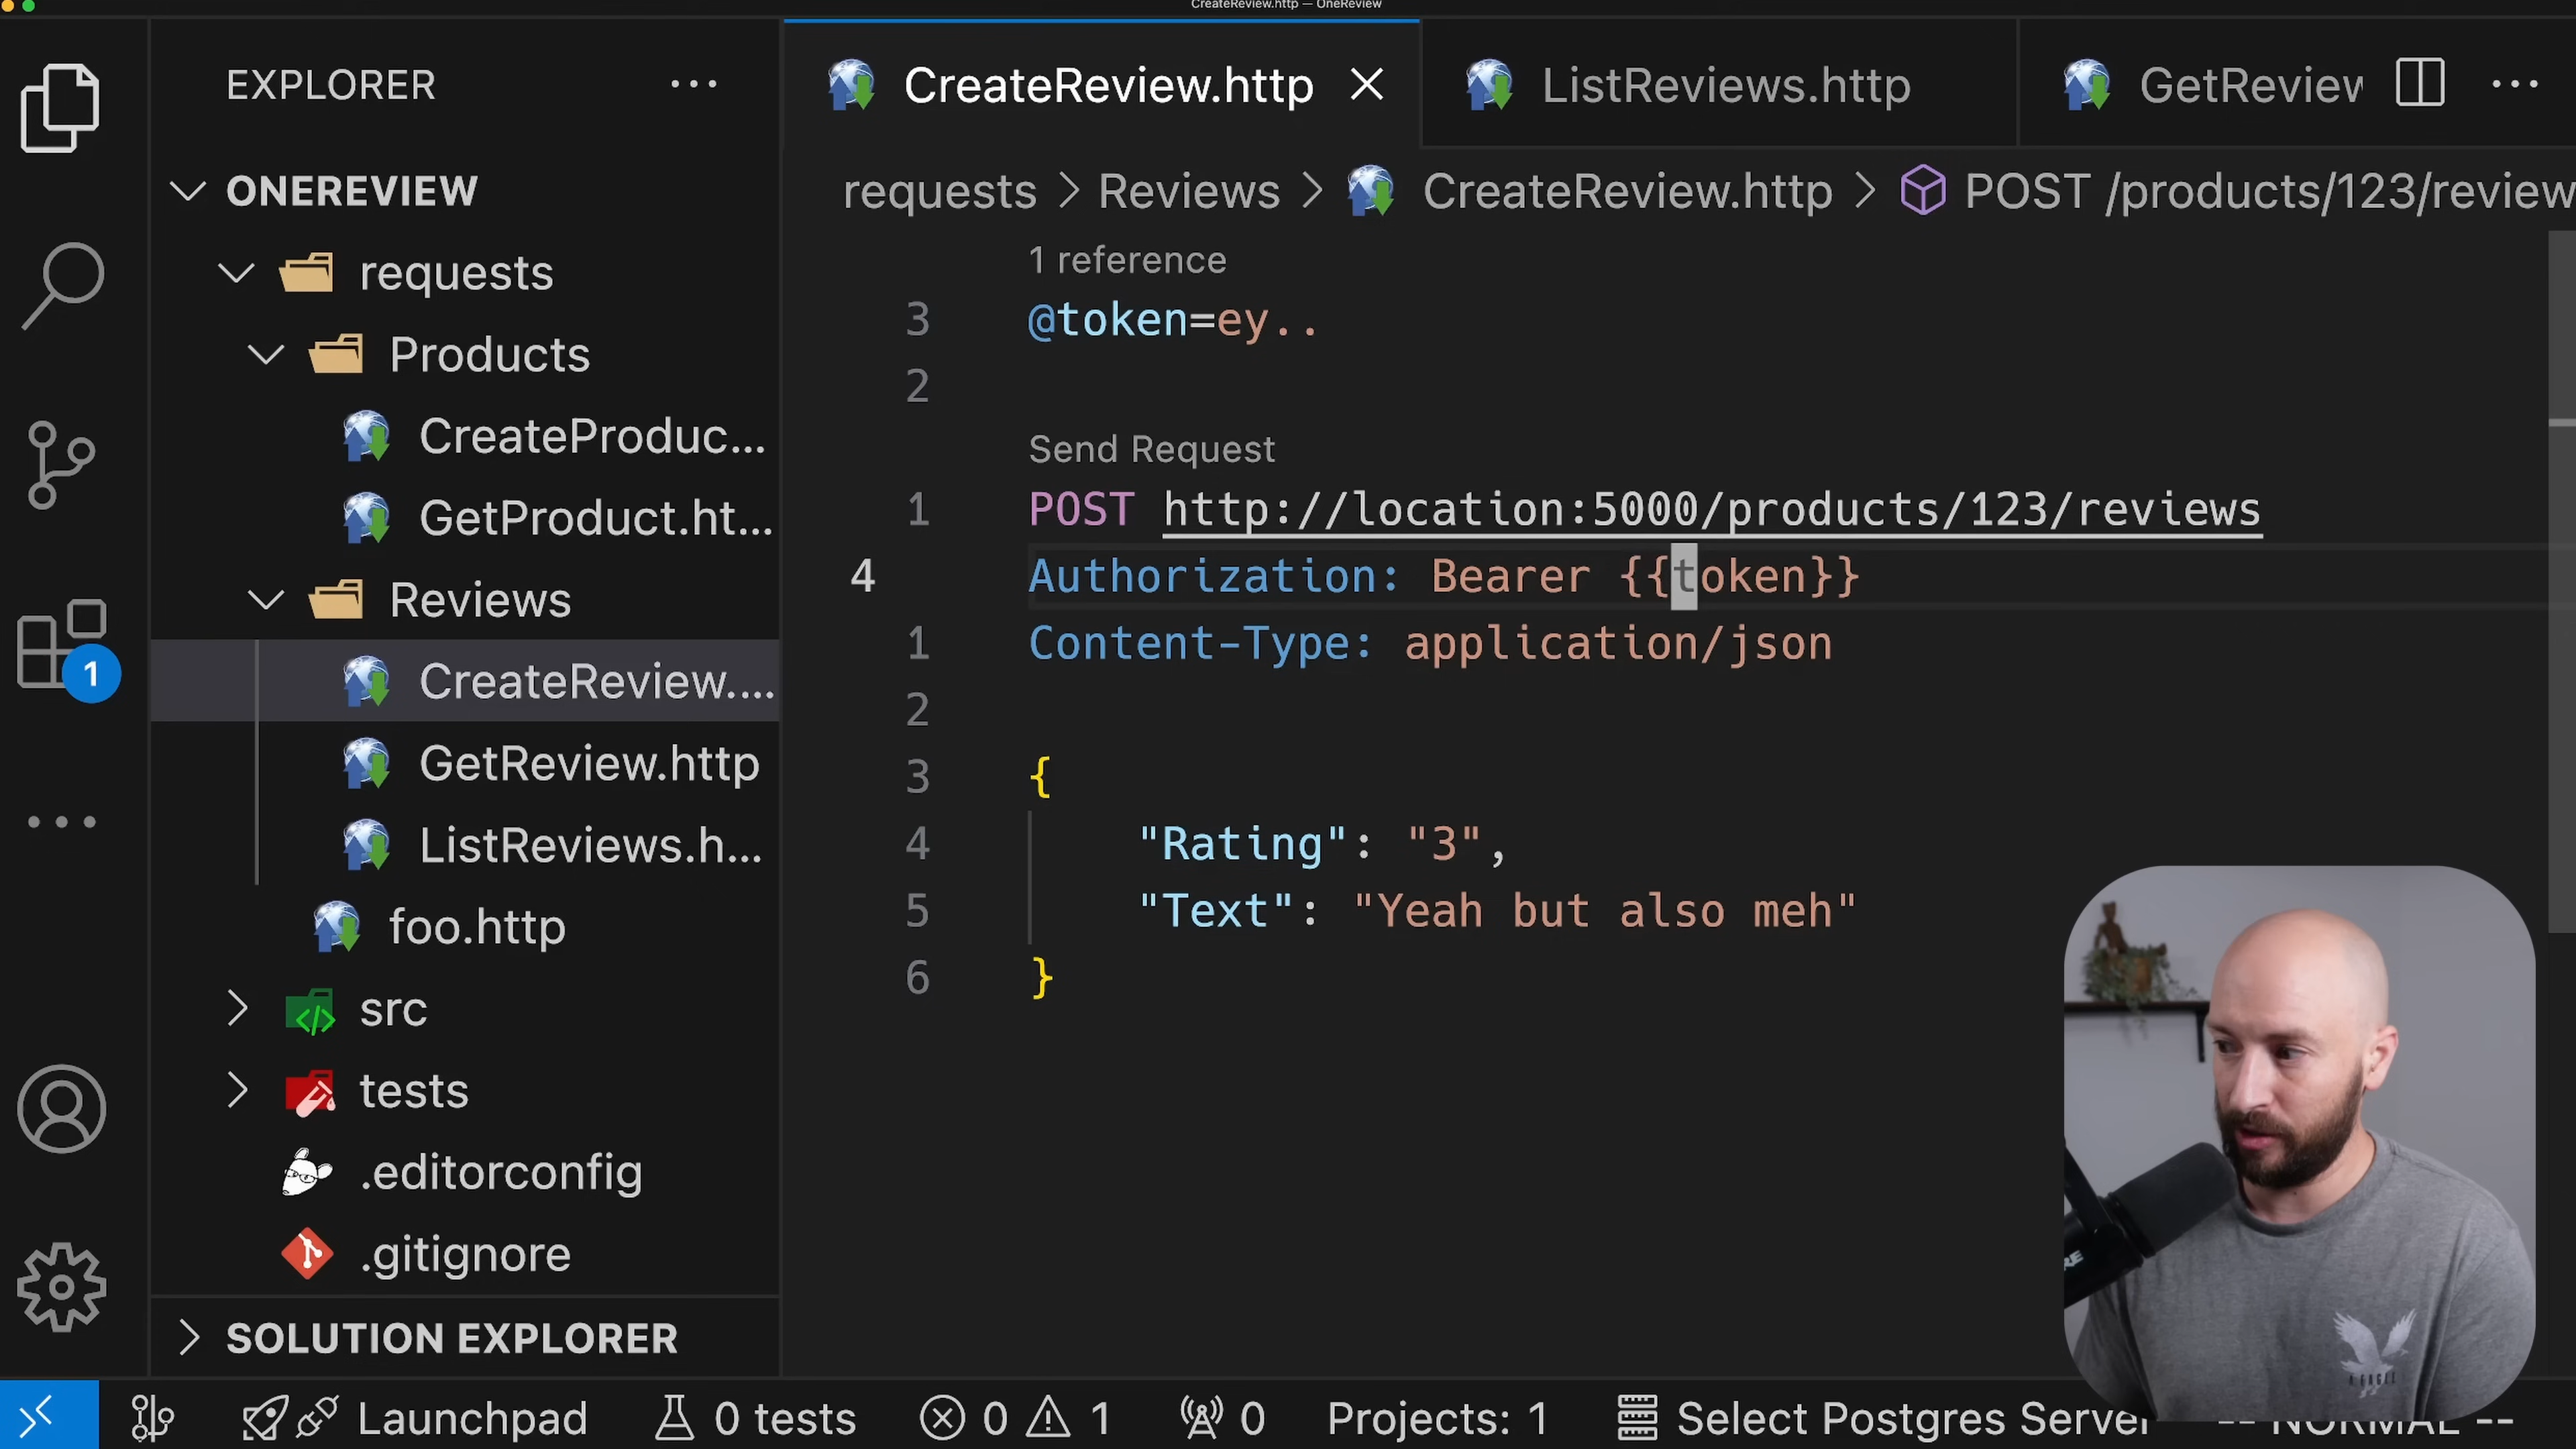 CreateReview.http — OneReview
EXPLORER
ONEREVIEW
requests
Products
CreateProduc...
GetProduct.ht...
Reviews
CreateReview....
GetReview.http
ListReviews.h...
foo.http
src
tests
.editorconfig
.gitignore
SOLUTION EXPLORER
1
CreateReview.http
ListReviews.http
GetReview
requests > Reviews > CreateReview.http > POST /products/123/review
1 reference
3 @token=ey..
2
Send Request
1 POST http://location:5000/products/123/reviews
4 Authorization: Bearer {{token}}
1 Content-Type: application/json
2
3 {
4 "Rating": "3",
5 "Text": "Yeah but also meh"
6 }
Launchpad 0 tests 0 1 0 Projects: 1 Select Postgres Server -- NORMAL --